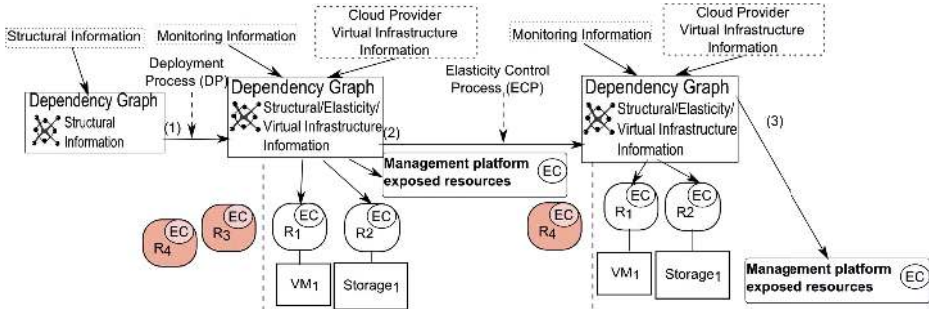 Structural Information
Dependency Graph
Structural
Information
(1)
Deployment
Process (DP)
Monitoring Information
Cloud Provider
Virtual Infrastructure
Information
Dependency Graph
Structural/Elasticity/
Virtual Infrastructure
Information
(2)
Elasticity Control
Process (ECP)
Management platform
exposed resources
EC
EC
R4
EC
R3
EC
R1
EC
R2
VM1
Storage1
Monitoring Information
Cloud Provider
Virtual Infrastructure
Information
Dependency Graph
Structural/Elasticity/
Virtual Infrastructure
Information
(3)
EC
R4
EC
R1
EC
R2
VM1
Storage1
Management platform
exposed resources
EC